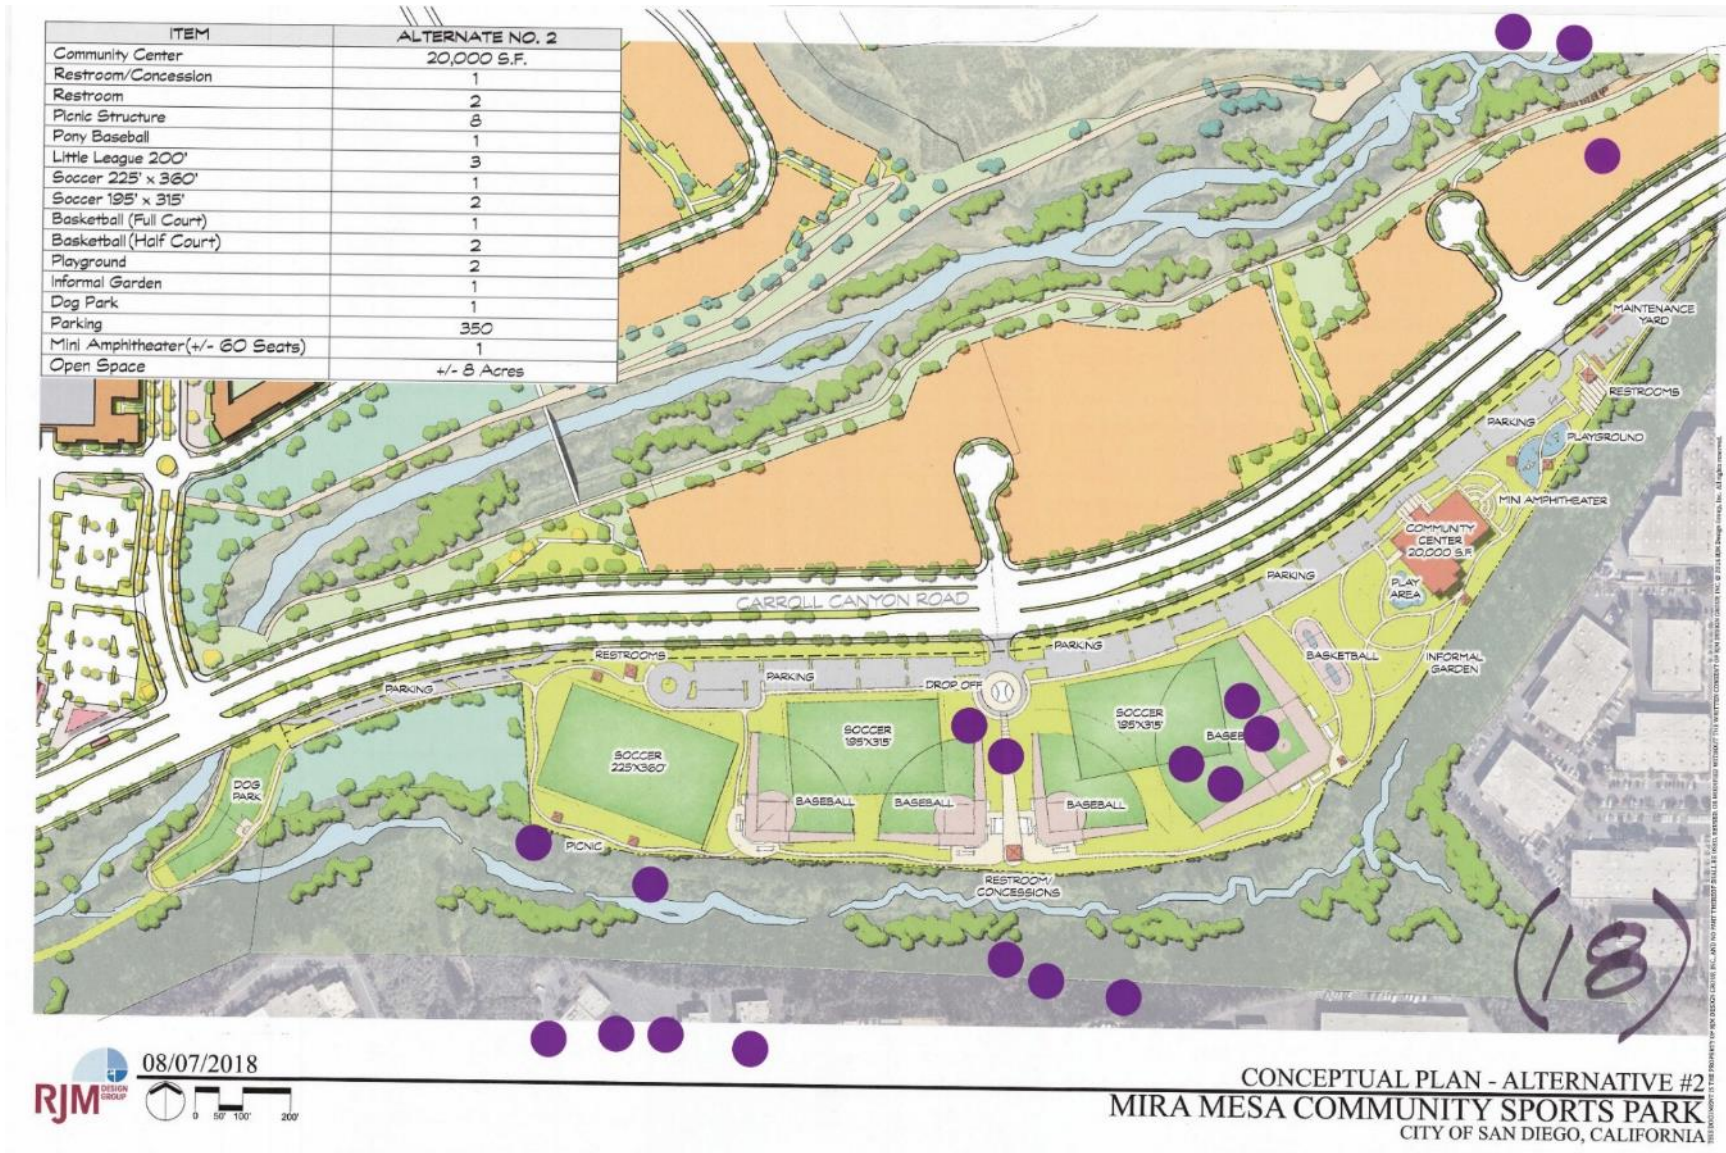 ITEM ALTERNATE NO. 2
Community Center 20,000 S.F.
Restroom/Concession 1
Restroom 2
Picnic Structure 8
Pony Baseball 1
Little League 200' 3
Soccer 225' x 360' 1
Soccer 195' x 315' 2
Basketball (Full Court) 1
Basketball (Half Court) 2
Playground 2
Informal Garden 1
Dog Park 1
Parking 350
Mini Amphitheater (+/- 60 Seats) 1
Open Space +/- 8 Acres
MAINTENANCE
YARD
RESTROOMS
PARKING
PLAYGROUND
MINI AMPHITHEATER
COMMUNITY
CENTER
20,000 S.F.
PARKING
PLAY
AREA
CARROLL CANYON ROAD
PARKING
BASKETBALL
INFORMAL
GARDEN
RESTROOMS
PARKING
PARKING
DROP OFF
SOCCER
195'X315'
SOCCER
195'X315'
SOCCER
225'X360'
DOG
PARK
BASEBALL
BASEBALL
BASEBALL
PICNIC
RESTROOM/
CONCESSIONS
(18)
RJM
DESIGN
GROUP
08/07/2018
0 50' 100' 200'
CONCEPTUAL PLAN - ALTERNATIVE #2
MIRA MESA COMMUNITY SPORTS PARK
CITY OF SAN DIEGO, CALIFORNIA